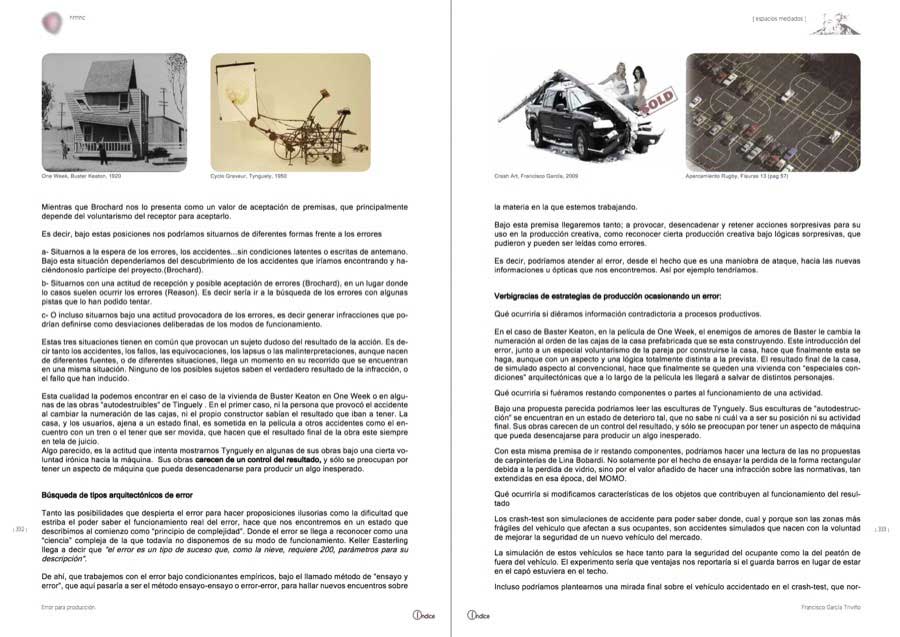 nmnc
One Week, Buster Keaton, 1920
Cyclo Graveur, Tynguely, 1950
Mientras que Brochard nos lo presenta como un valor de aceptación de premisas, que principalmente
depende del voluntarismo del receptor para aceptarlo.
Es decir, bajo estas posiciones nos podríamos situarnos de diferentes formas frente a los errores
a- Situarnos a la espera de los errores, los accidentes...sin condiciones latentes o escritas de antemano.
Bajo esta situación dependeríamos del descubrimiento de los accidentes que iríamos encontrando y ha-
ciéndonoslo partícipe del proyecto.(Brochard).
b- Situarnos con una actitud de recepción y posible aceptación de errores (Brochard), en un lugar donde
lo casos suelen ocurrir los errores (Reason). Es decir sería ir a la búsqueda de los errores con algunas
pistas que lo han podido tentar.
c- O incluso situarnos bajo una actitud provocadora de los errores, es decir generar infracciones que po-
drían definirse como desviaciones deliberadas de los modos de funcionamiento.
Estas tres situaciones tienen en común que provocan un sujeto dudoso del resultado de la acción. Es de-
cir tanto los accidentes, los fallos, las equivocaciones, los lapsus o las malinterpretaciones, aunque nacen
de diferentes fuentes, o de diferentes situaciones, llega un momento en su recorrido que se encuentran
en una misma situación. Ninguno de los posibles sujetos saben el verdadero resultado de la infracción, o
el fallo que han inducido.
Esta cualidad la podemos encontrar en el caso de la vivienda de Buster Keaton en One Week o en algu-
nas de las obras "autodestruibles" de Tinguely . En el primer caso, ni la persona que provocó el accidente
al cambiar la numeración de las cajas, ni el propio constructor sabían el resultado que iban a tener. La
casa, y los usuarios, ajena a un estado final, es sometida en la película a otros accidentes como el en-
cuentro con un tren o el tener que ser movida, que hacen que el resultado final de la obra este siempre
en tela de juicio.
Algo parecido, es la actitud que intenta mostrarnos Tynguely en algunas de sus obras bajo una cierta vo-
luntad irónica hacia la máquina. Sus obras carecen de un control del resultado, y sólo se preocupan por
tener un aspecto de máquina que pueda desencadenarse para producir un algo inesperado.
Búsqueda de tipos arquitectónicos de error
Tanto las posibilidades que despierta el error para hacer proposiciones ilusorias como la dificultad que
estriba el poder saber el funcionamiento real del error, hace que nos encontremos en un estado que
describimos al comienzo como "principio de complejidad". Donde el error se llega a reconocer como una
"ciencia" compleja de la que todavía no disponemos de su modo de funcionamiento. Keller Easterling
llega a decir que "el error es un tipo de suceso que, como la nieve, requiere 200, parámetros para su
descripción".
De ahí, que trabajemos con el error bajo condicionantes empíricos, bajo el llamado método de "ensayo y
error", que aquí pasaría a ser el método ensayo-ensayo o error-error, para hallar nuevos encuentros sobre
Error para producción
Índice
[ espacios mediados ]
SOLD
Crash Art, Francisco García, 2009
Aparcamiento Rugby, Fisuras 13 (pag 57)
la materia en la que estemos trabajando.
Bajo esta premisa llegaremos tanto; a provocar, desencadenar y retener acciones sorpresivas para su
uso en la producción creativa, como reconocer cierta producción creativa bajo lógicas sorpresivas, que
pudieron y pueden ser leídas como errores.
Es decir, podríamos atender al error, desde el hecho que es una maniobra de ataque, hacia las nuevas
informaciones u ópticas que nos encontremos. Así por ejemplo tendríamos.
Verbigracias de estrategias de producción ocasionando un error:
Qué ocurriría si diéramos información contradictoria a procesos productivos.
En el caso de Baster Keaton, en la película de One Week, el enemigos de amores de Baster le cambia la
numeración al orden de las cajas de la casa prefabricada que se esta construyendo. Este introducción del
error, junto a un especial voluntarismo de la pareja por construirse la casa, hace que finalmente esta se
haga, aunque con un aspecto y una lógica totalmente distinta a la prevista. El resultado final de la casa,
de simulado aspecto al convencional, hace que finalmente se queden una vivienda con "especiales con-
diciones" arquitectónicas que a lo largo de la película les llegará a salvar de distintos personajes.
Qué ocurriría si fuéramos restando componentes o partes al funcionamiento de una actividad.
Bajo una propuesta parecida podríamos leer las esculturas de Tynguely. Sus esculturas de "autodestruc-
ción" se encuentran en un estado de deterioro tal, que no sabe ni cuál va a ser su posición ni su actividad
final. Sus obras carecen de un control del resultado, y sólo se preocupan por tener un aspecto de máquina
que pueda desencajarse para producir un algo inesperado.
Con esta misma premisa de ir restando componentes, podríamos hacer una lectura de las no propuestas
de carpinterías de Lina Bobardi. No solamente por el hecho de ensayar la perdida de la forma rectangular
debida a la perdida de vidrio, sino por el valor añadido de hacer una infracción sobre las normativas, tan
extendidas en esa época, del MOMO.
Qué ocurriría si modificamos características de los objetos que contribuyen al funcionamiento del resul-
tado
Los crash-test son simulaciones de accidente para poder saber donde, cual y porque son las zonas más
frágiles del vehículo que afectan a sus ocupantes, son accidentes simulados que nacen con la voluntad
de mejorar la seguridad de un nuevo vehículo del mercado.
La simulación de estos vehículos se hace tanto para la seguridad del ocupante como la del peatón de
fuera del vehículo. El experimento sería que ventajas nos reportaría si el guarda barros en lugar de estar
en el capó estuviera en el techo.
Incluso podríamos plantearnos una mirada final sobre el vehículo accidentado en el crash-test, que nor-
Francisco García Triviño
Índice